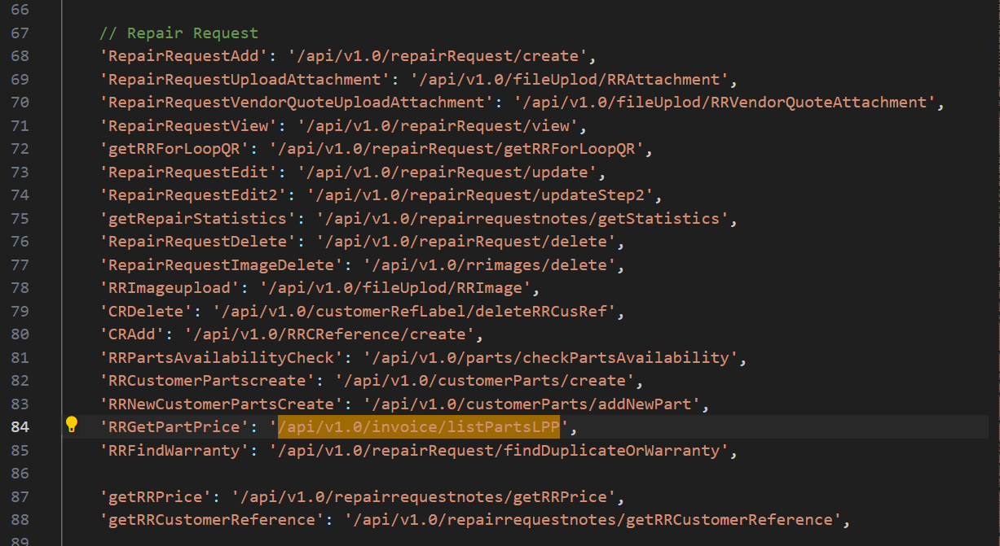 66
67 // Repair Request
68 'RepairRequestAdd': '/api/v1.0/repairRequest/create',
69 'RepairRequestUploadAttachment': '/api/v1.0/fileUplod/RRAttachment',
70 'RepairRequestVendorQuoteUploadAttachment': '/api/v1.0/fileUplod/RRVendorQuoteAttachment',
71 'RepairRequestView': '/api/v1.0/repairRequest/view',
72 'getRRForLoopQR': '/api/v1.0/repairRequest/getRRForLoopQR',
73 'RepairRequestEdit': '/api/v1.0/repairRequest/update',
74 'RepairRequestEdit2': '/api/v1.0/repairRequest/updateStep2',
75 'getRepairStatistics': '/api/v1.0/repairrequestnotes/getStatistics',
76 'RepairRequestDelete': '/api/v1.0/repairRequest/delete',
77 'RepairRequestImageDelete': '/api/v1.0/rrimages/delete',
78 'RRImageupload': '/api/v1.0/fileUplod/RRImage',
79 'CRDelete': '/api/v1.0/customerRefLabel/deleteRRCusRef',
80 'CRAdd': '/api/v1.0/RRCReference/create',
81 'RRPartsAvailabilityCheck': '/api/v1.0/parts/checkPartsAvailability',
82 'RRCustomerPartscreate': '/api/v1.0/customerParts/create',
83 'RRNewCustomerPartsCreate': '/api/v1.0/customerParts/addNewPart',
84 'RRGetPartPrice': '/api/v1.0/invoice/listPartsLPP',
85 'RRFindWarranty': '/api/v1.0/repairRequest/findDuplicateOrWarranty',
86
87 'getRRPrice': '/api/v1.0/repairrequestnotes/getRRPrice',
88 'getRRCustomerReference': '/api/v1.0/repairrequestnotes/getRRCustomerReference',
89